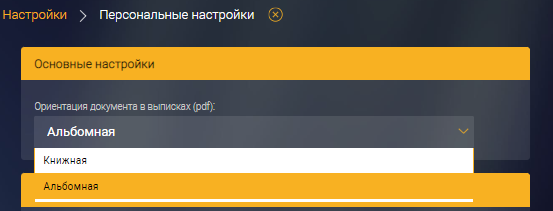 Настройки > Персональные настройки
Основные настройки
Ориентация документа в выписках (pdf):
Альбомная
Книжная
Альбомная